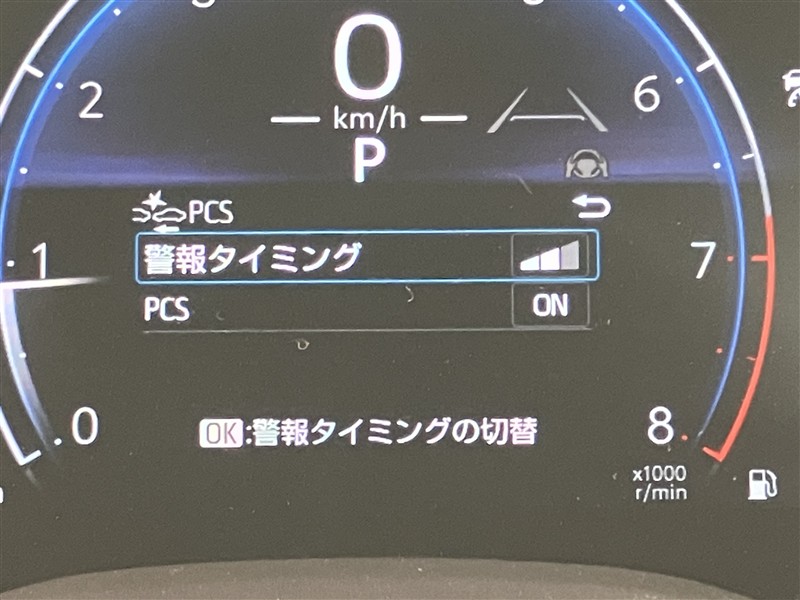 0
km/h
P
2
6
PCS
警報タイミング
1
7
PCS ON
.0
8
OK:警報タイミングの切替
x1000
r/min